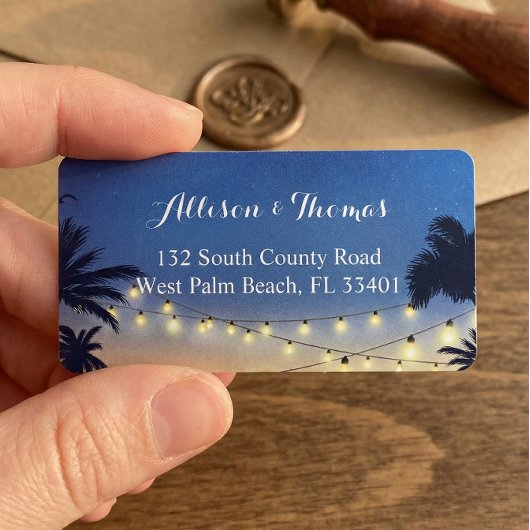 Allison & Thomas
132 South County Road
West Palm Beach, FL 33401